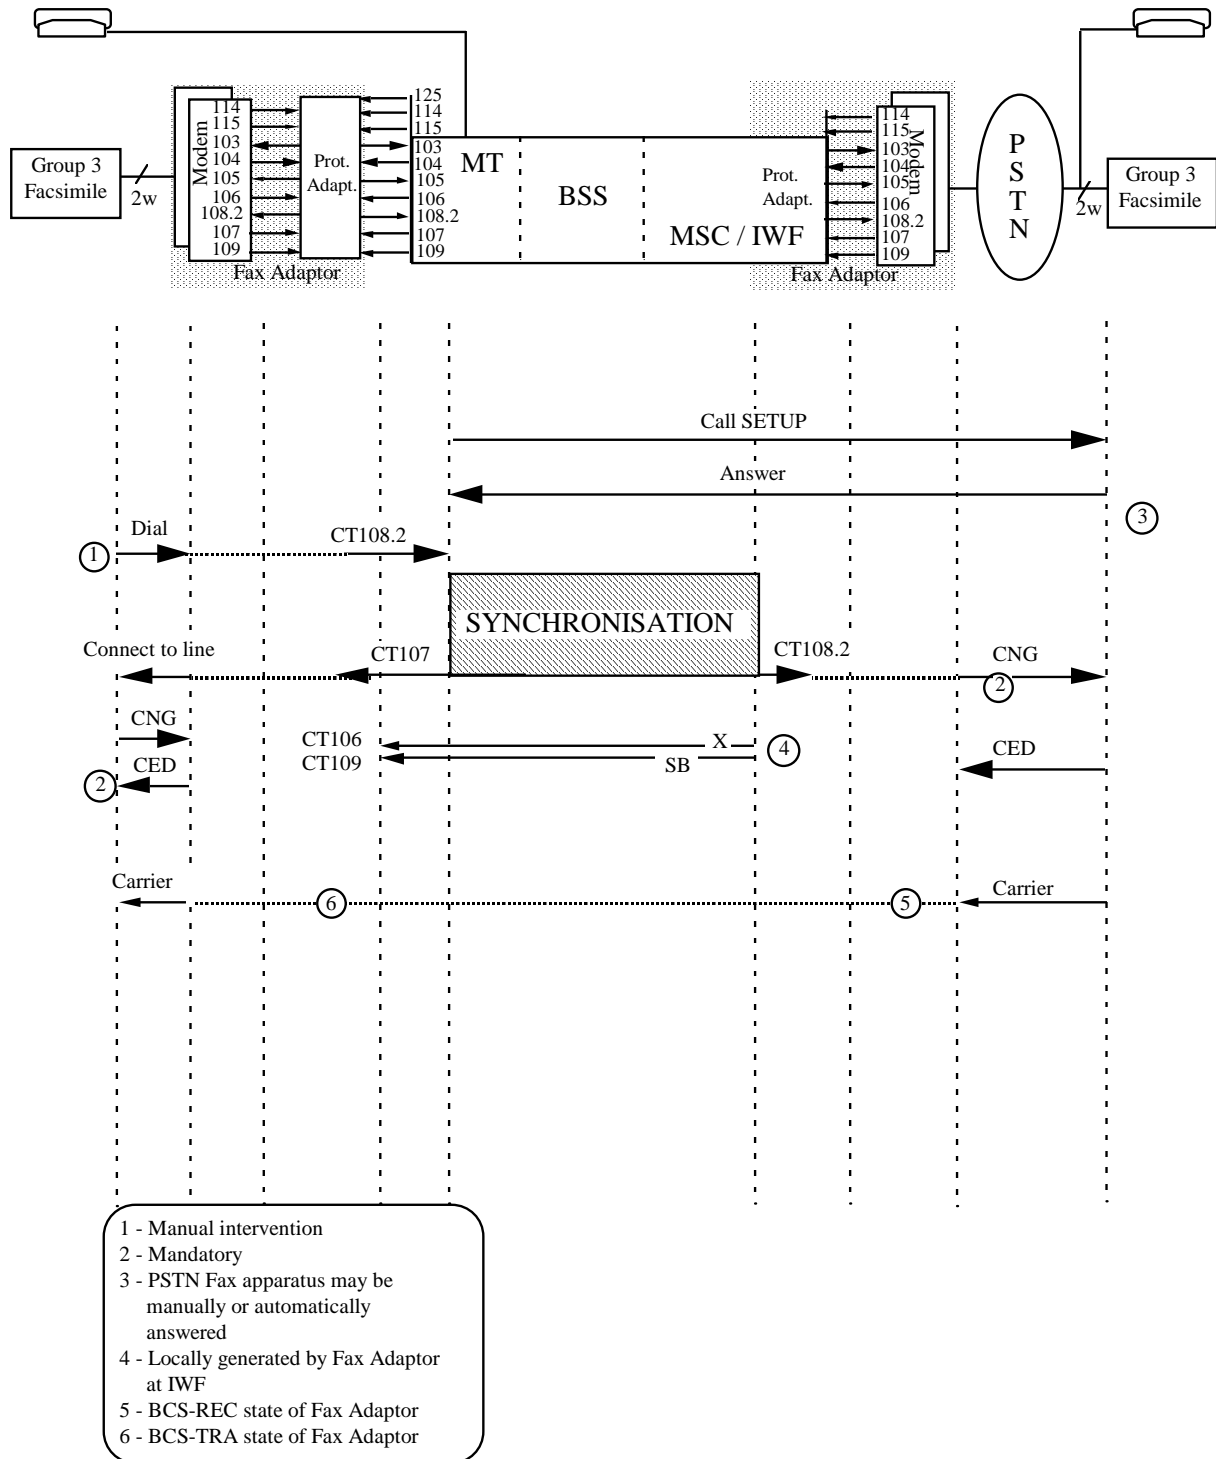 125
114
115
103
104
105
106
108.2
107
109
Modem
Group 3
Facsimile
2w
Prot.
Adapt.
Fax Adaptor
114
115
103
104
105
106
108.2
107
109
MT
BSS
MSC / IWF
Prot.
Adapt.
Fax Adaptor
114
115
103
104
105
106
108.2
107
109
Modem
P
S
T
N
2w
Group 3
Facsimile
Call SETUP
Answer
3
Dial
CT108.2
1
SYNCHRONISATION
Connect to line
CT107
CT108.2
CNG
2
CNG
CT106
X
4
CT109
SB
CED
CED
2
Carrier
6
5
Carrier
1 - Manual intervention
2 - Mandatory
3 - PSTN Fax apparatus may be
manually or automatically
answered
4 - Locally generated by Fax Adaptor
at IWF
5 - BCS-REC state of Fax Adaptor
6 - BCS-TRA state of Fax Adaptor